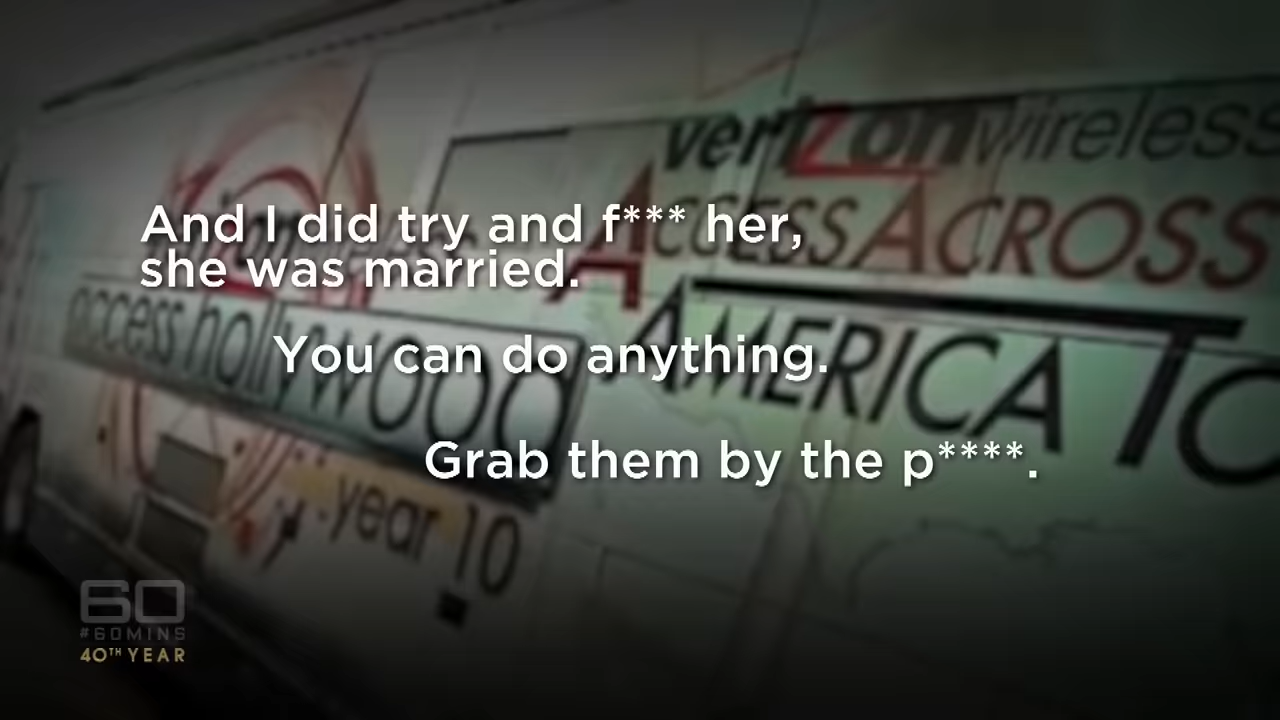 And I did try and f*** her,
she was married.
You can do anything.
Grab them by the p****.
verizonwireless
ACCESS ACROSS
AMERICA TO
access hollywood
year 10
60
#60MINS
40TH YEAR